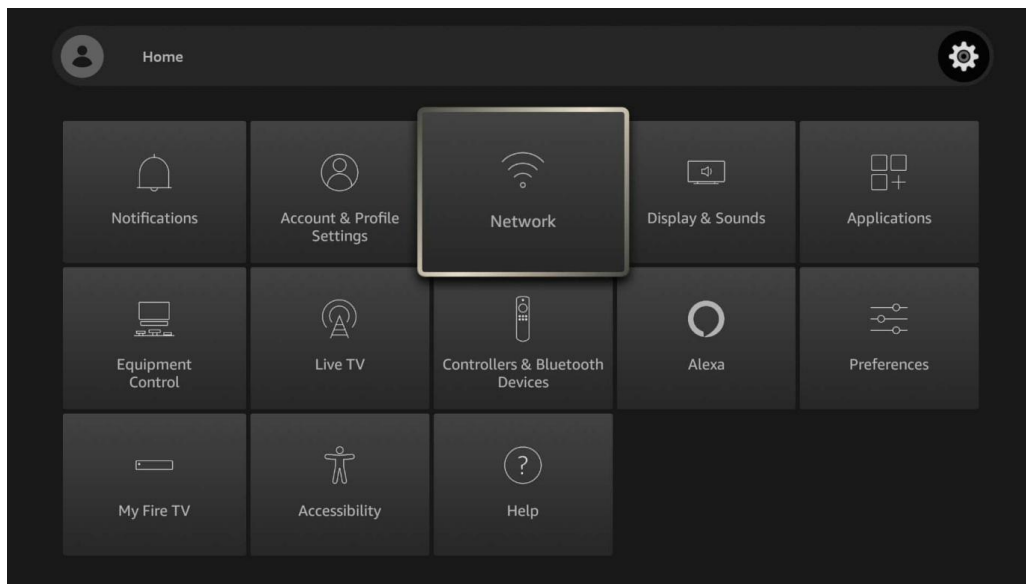 Home
Notifications
Account & Profile
Settings
Network
Display & Sounds
Applications
Equipment
Control
Live TV
Controllers & Bluetooth
Devices
Alexa
Preferences
My Fire TV
Accessibility
?
Help